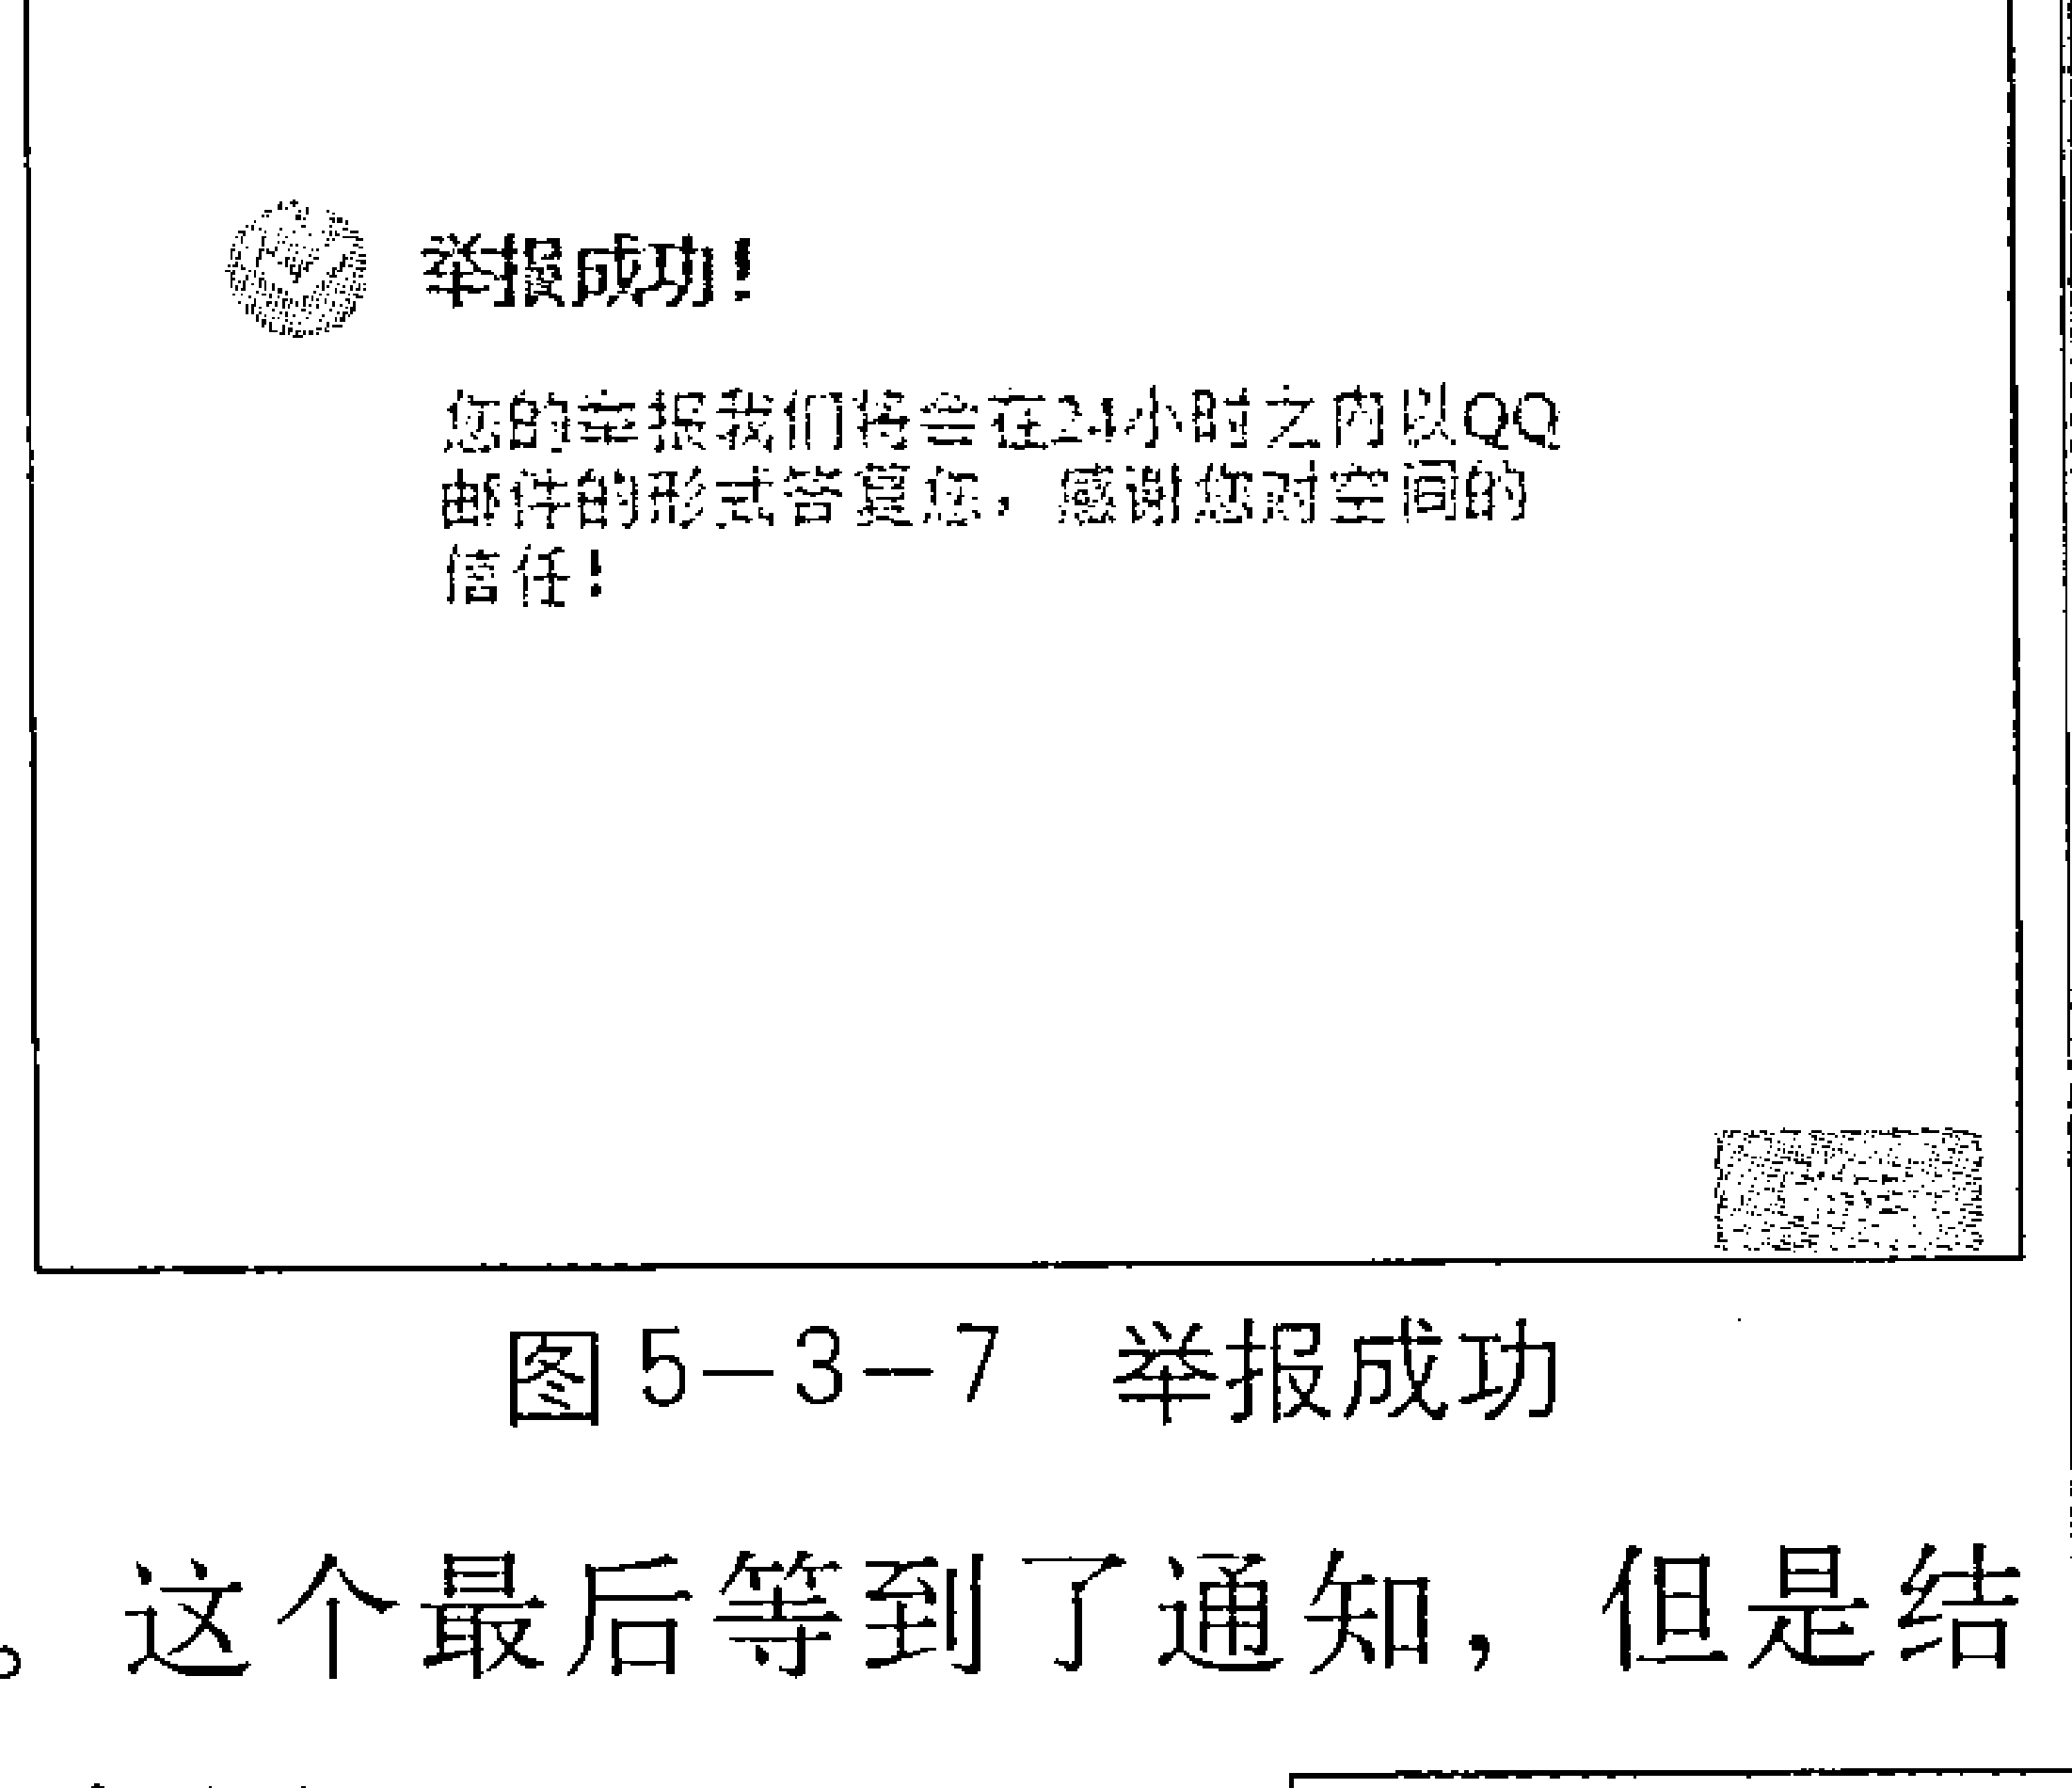 举报成功!
您的举报我们将会在24小时之内以QQ
邮件的形式答复您，感谢您对空间的
信任!
图5-3-7 举报成功
。这个最后等到了通知，但是结